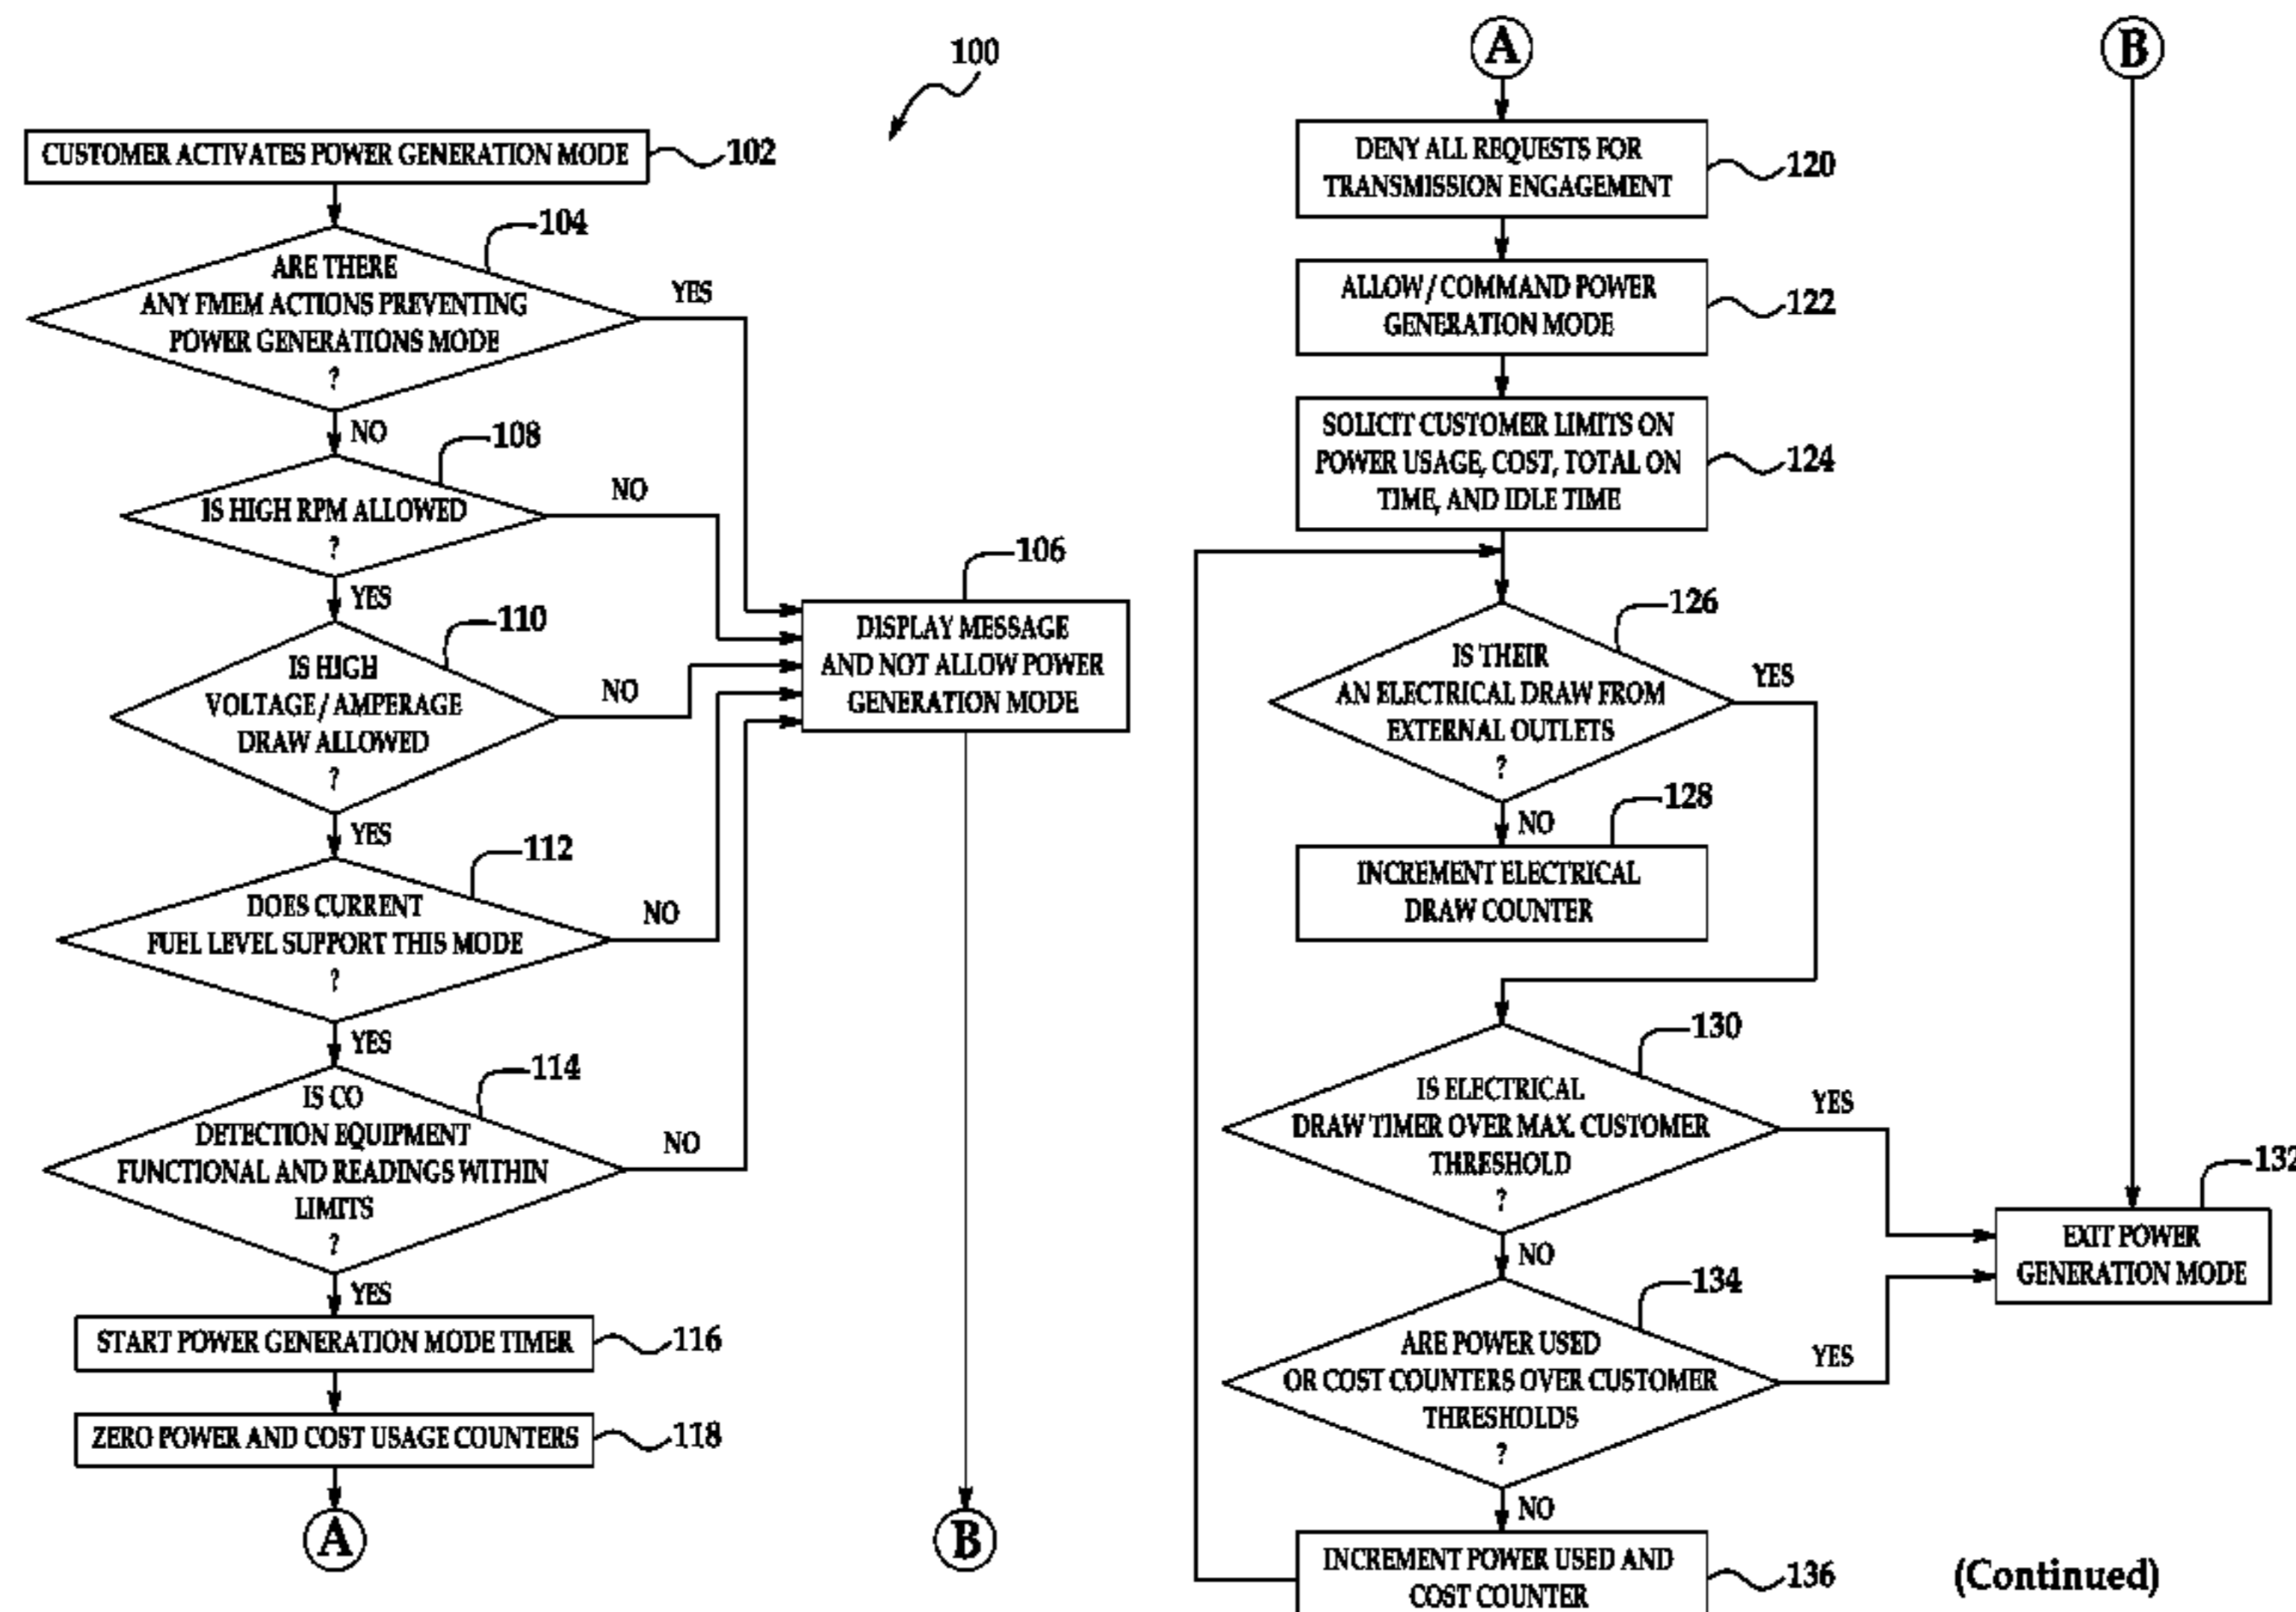 100
CUSTOMER ACTIVATES POWER GENERATION MODE
102
104
ARE THERE
ANY FMEM ACTIONS PREVENTING
POWER GENERATIONS MODE
?
YES
NO
108
IS HIGH RPM ALLOWED
?
NO
YES
110
IS HIGH
VOLTAGE / AMPERAGE
DRAW ALLOWED
?
NO
YES
112
DOES CURRENT
FUEL LEVEL SUPPORT THIS MODE
?
NO
YES
114
IS CO
DETECTION EQUIPMENT
FUNCTIONAL AND READINGS WITHIN
LIMITS
?
NO
YES
START POWER GENERATION MODE TIMER
116
ZERO POWER AND COST USAGE COUNTERS
118
A
106
DISPLAY MESSAGE
AND NOT ALLOW POWER
GENERATION MODE
B
A
DENY ALL REQUESTS FOR
TRANSMISSION ENGAGEMENT
120
ALLOW / COMMAND POWER
GENERATION MODE
122
SOLICIT CUSTOMER LIMITS ON
POWER USAGE, COST, TOTAL ON
TIME, AND IDLE TIME
124
126
IS THEIR
AN ELECTRICAL DRAW FROM
EXTERNAL OUTLETS
?
YES
NO
128
INCREMENT ELECTRICAL
DRAW COUNTER
130
IS ELECTRICAL
DRAW TIMER OVER MAX. CUSTOMER
THRESHOLD
?
YES
NO
134
ARE POWER USED
OR COST COUNTERS OVER CUSTOMER
THRESHOLDS
?
YES
NO
INCREMENT POWER USED AND
COST COUNTER
136
B
132
EXIT POWER
GENERATION MODE
(Continued)